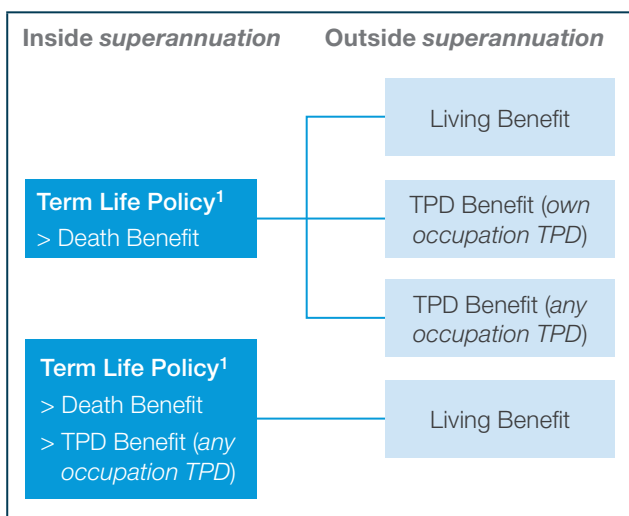 Inside superannuation
Outside superannuation
Living Benefit
Term Life Policy1
> Death Benefit
TPD Benefit (own
occupation TPD)
TPD Benefit (any
occupation TPD)
Term Life Policy1
> Death Benefit
> TPD Benefit (any
occupation TPD)
Living Benefit